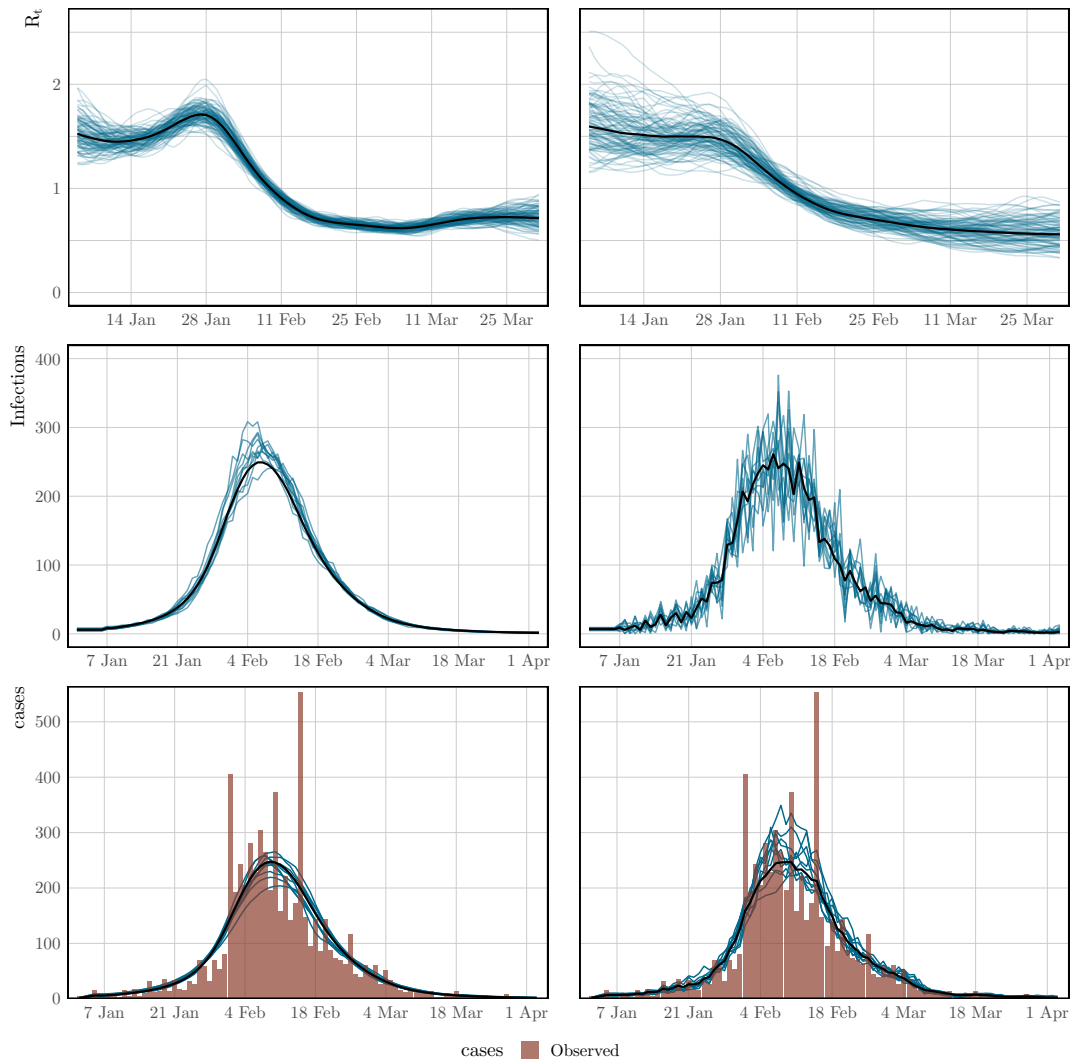 R_t
2
1
0
14 Jan 28 Jan 11 Feb 25 Feb 11 Mar 25 Mar
14 Jan 28 Jan 11 Feb 25 Feb 11 Mar 25 Mar
Infections
400
300
200
100
0
7 Jan 21 Jan 4 Feb 18 Feb 4 Mar 18 Mar 1 Apr
7 Jan 21 Jan 4 Feb 18 Feb 4 Mar 18 Mar 1 Apr
cases
500
400
300
200
100
0
7 Jan 21 Jan 4 Feb 18 Feb 4 Mar 18 Mar 1 Apr
7 Jan 21 Jan 4 Feb 18 Feb 4 Mar 18 Mar 1 Apr
cases Observed